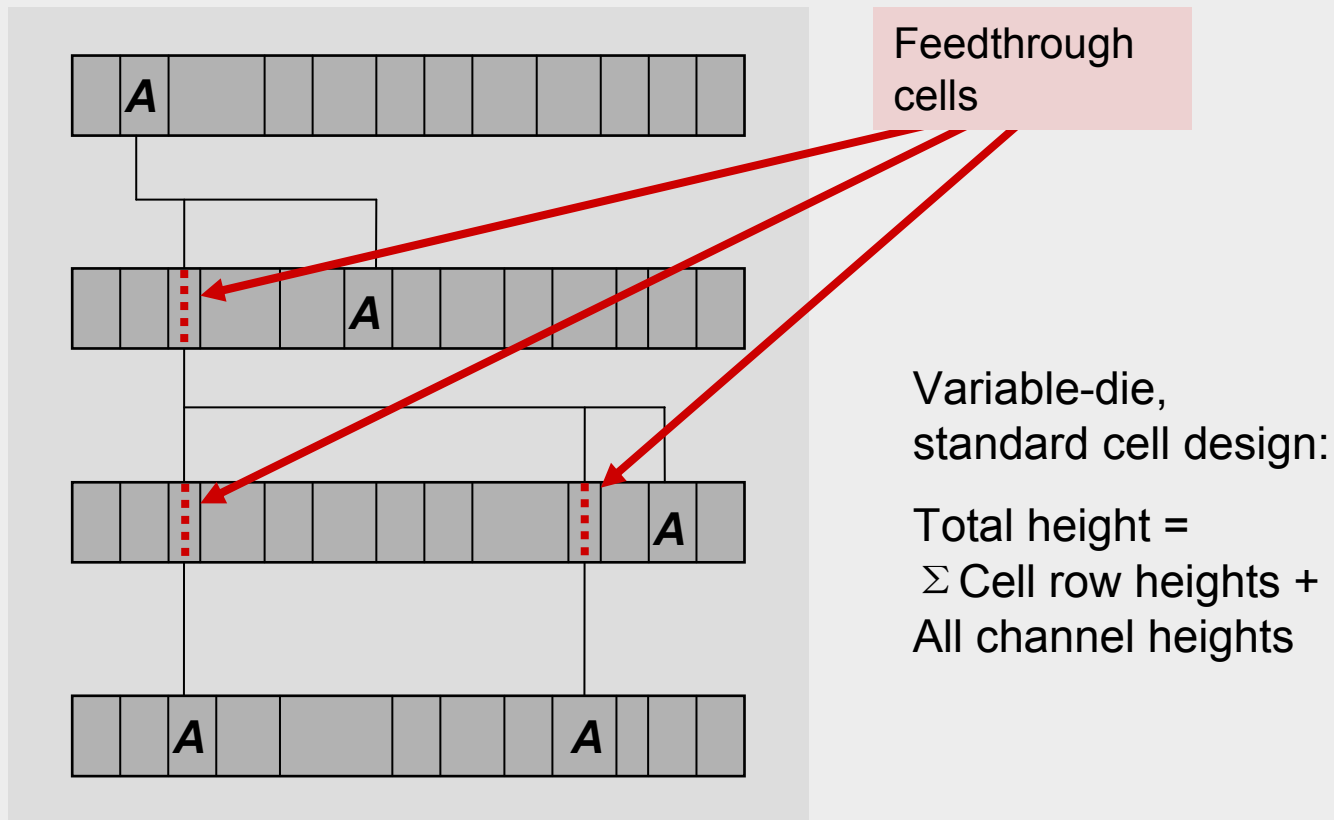 Feedthrough
cells
A
A
A
A
A
Variable-die,
standard cell design:
Total height =
Σ Cell row heights +
All channel heights